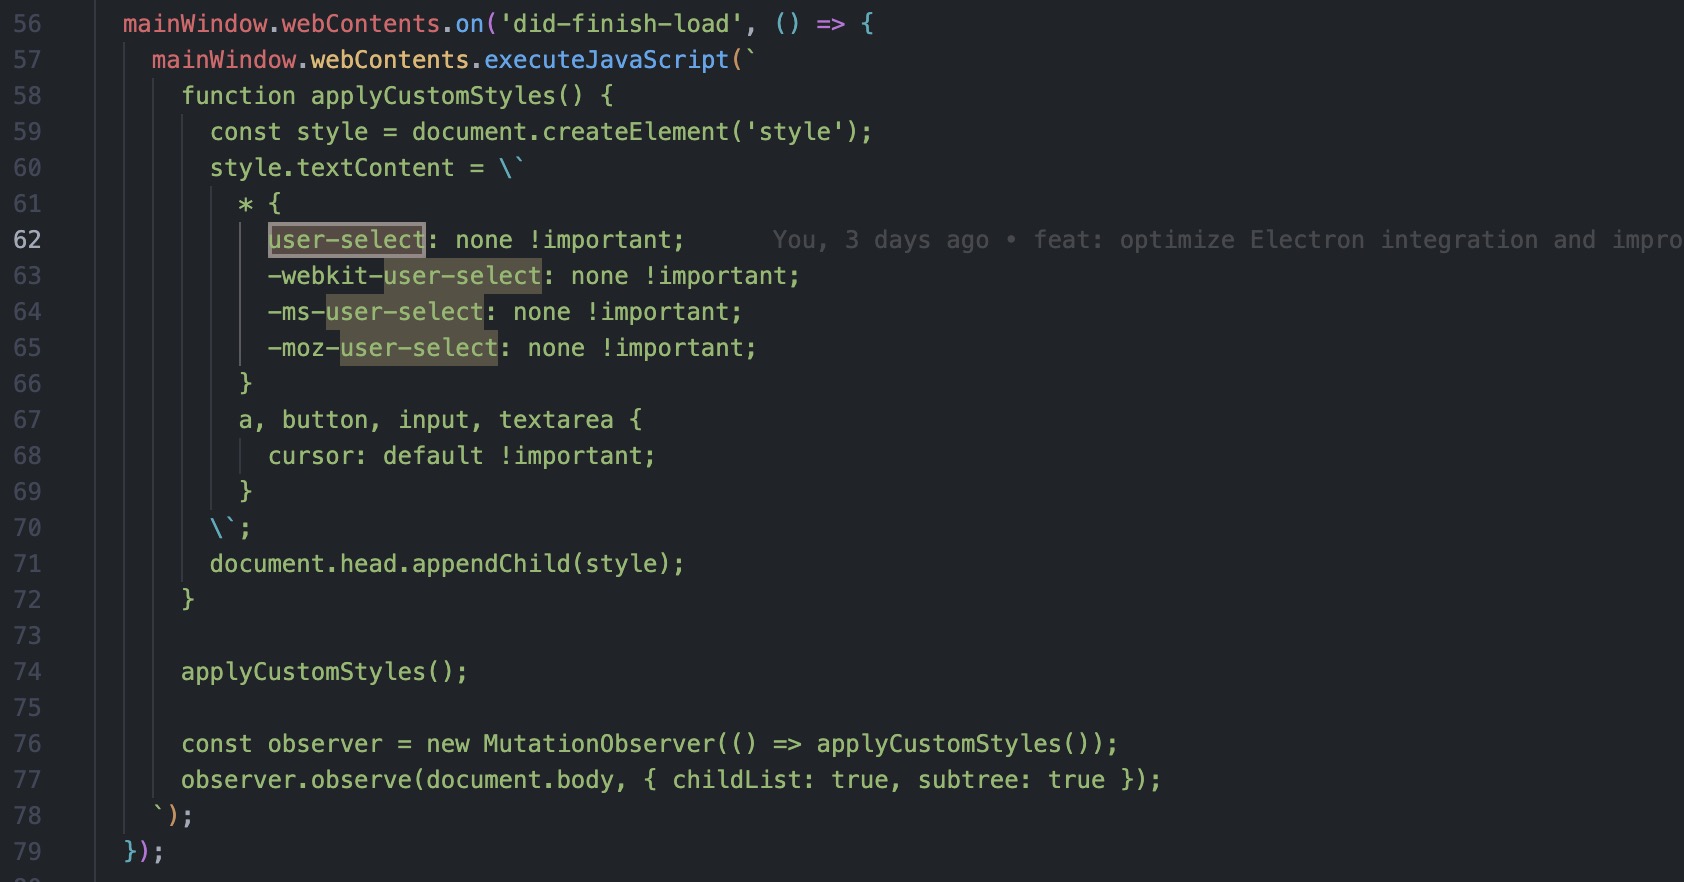 56 mainWindow.webContents.on('did-finish-load', () => {
57 mainWindow.webContents.executeJavaScript(`
58 function applyCustomStyles() {
59 const style = document.createElement('style');
60 style.textContent = \`
61 * {
62 user-select: none !important; You, 3 days ago • feat: optimize Electron integration and impro
63 -webkit-user-select: none !important;
64 -ms-user-select: none !important;
65 -moz-user-select: none !important;
66 }
67 a, button, input, textarea {
68 cursor: default !important;
69 }
70 \`;
71 document.head.appendChild(style);
72 }
73
74 applyCustomStyles();
75
76 const observer = new MutationObserver(() => applyCustomStyles());
77 observer.observe(document.body, { childList: true, subtree: true });
78 `);
79 });